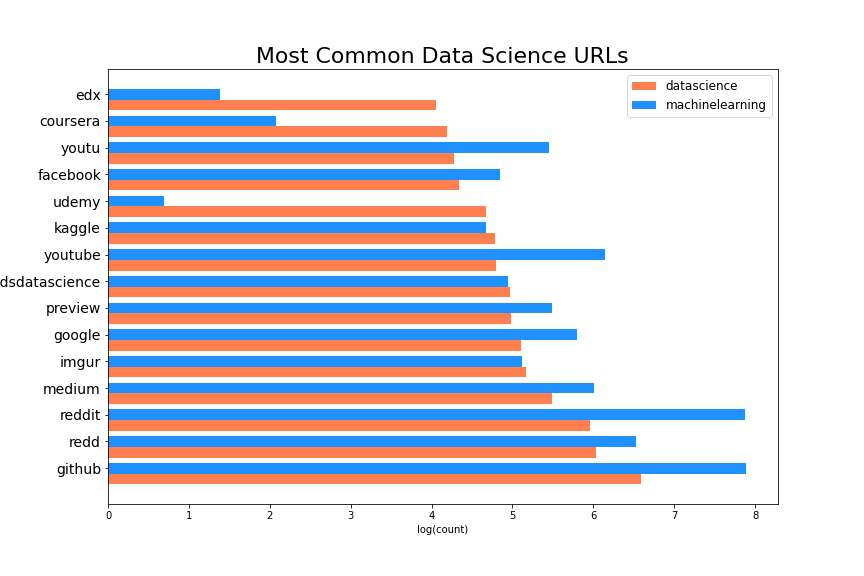 Most Common Data Science URLs
datascience
machinelearning
edx
coursera
youtu
facebook
udemy
kaggle
youtube
dsdatascience
preview
google
imgur
medium
reddit
redd
github
0 1 2 3 4 5 6 7 8
log(count)